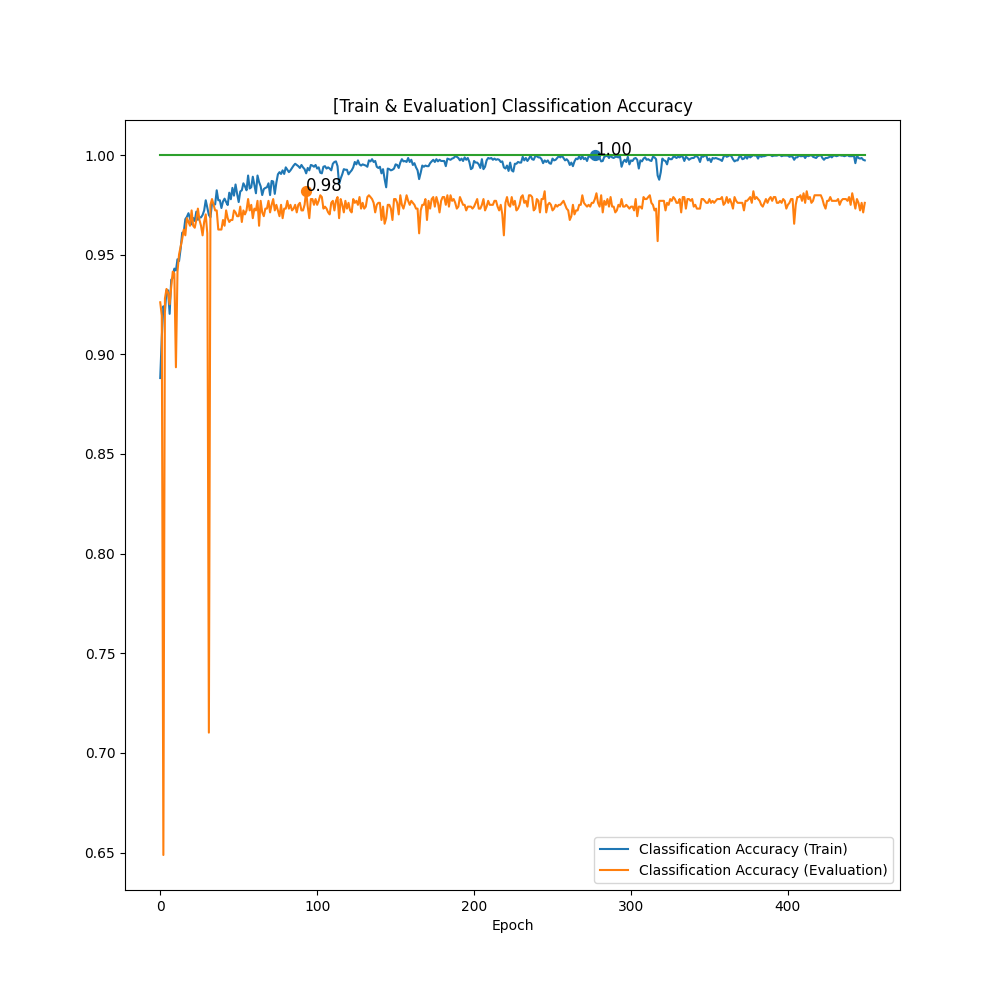 [Train & Evaluation] Classification Accuracy
1.00
0.95
0.90
0.85
0.80
0.75
0.70
0.65
1.00
0.98
Classification Accuracy (Train)
Classification Accuracy (Evaluation)
0 100 200 300 400
Epoch